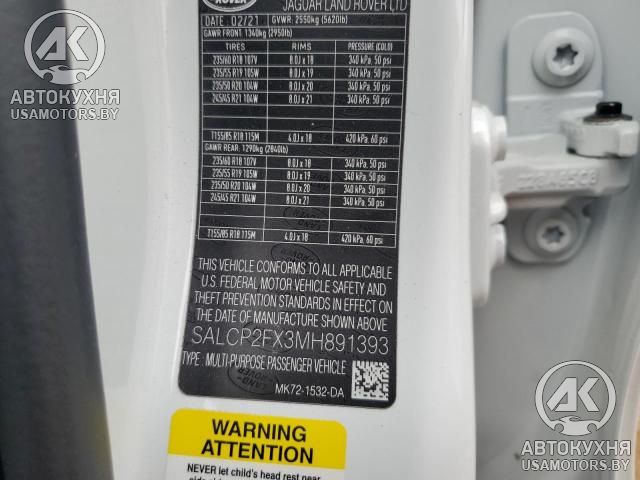 ROVER
JAGUAR LAND ROVER LTD
DATE 02/21 GVWR: 2550kg (5620lb)
GAWR FRONT: 1340kg (2950lb)
TIRES RIMS PRESSURE (COLD)
235/60 R18 107V 8.0J x 18 340 kPa, 50 psi
235/55 R19 105W 8.0J x 19 340 kPa, 50 psi
235/50 R20 104W 8.0J x 20 340 kPa, 50 psi
245/45 R21 104W 8.0J x 21 340 kPa, 50 psi
T155/85 R18 115M 4.0J x 18 420 kPa, 60 psi
GAWR REAR: 1290kg (2840lb)
235/60 R18 107V 8.0J x 18 340 kPa, 50 psi
235/55 R19 105W 8.0J x 19 340 kPa, 50 psi
235/50 R20 104W 8.0J x 20 340 kPa, 50 psi
245/45 R21 104W 8.0J x 21 340 kPa, 50 psi
T155/85 R18 115M 4.0J x 18 420 kPa, 60 psi
THIS VEHICLE CONFORMS TO ALL APPLICABLE
U.S. FEDERAL MOTOR VEHICLE SAFETY AND
THEFT PREVENTION STANDARDS IN EFFECT ON
THE DATE OF MANUFACTURE SHOWN ABOVE
SALCP2FX3MH891393
TYPE: MULTI-PURPOSE PASSENGER VEHICLE
MK72-1532-DA
WARNING
ATTENTION
NEVER let child's head rest near
АВТОКУХНЯ
USAMOTORS.BY
АВТОКУХНЯ
USAMOTORS.BY
АВТОКУХНЯ
USAMOTORS.BY
АВТОКУХНЯ
USAMOTORS.BY